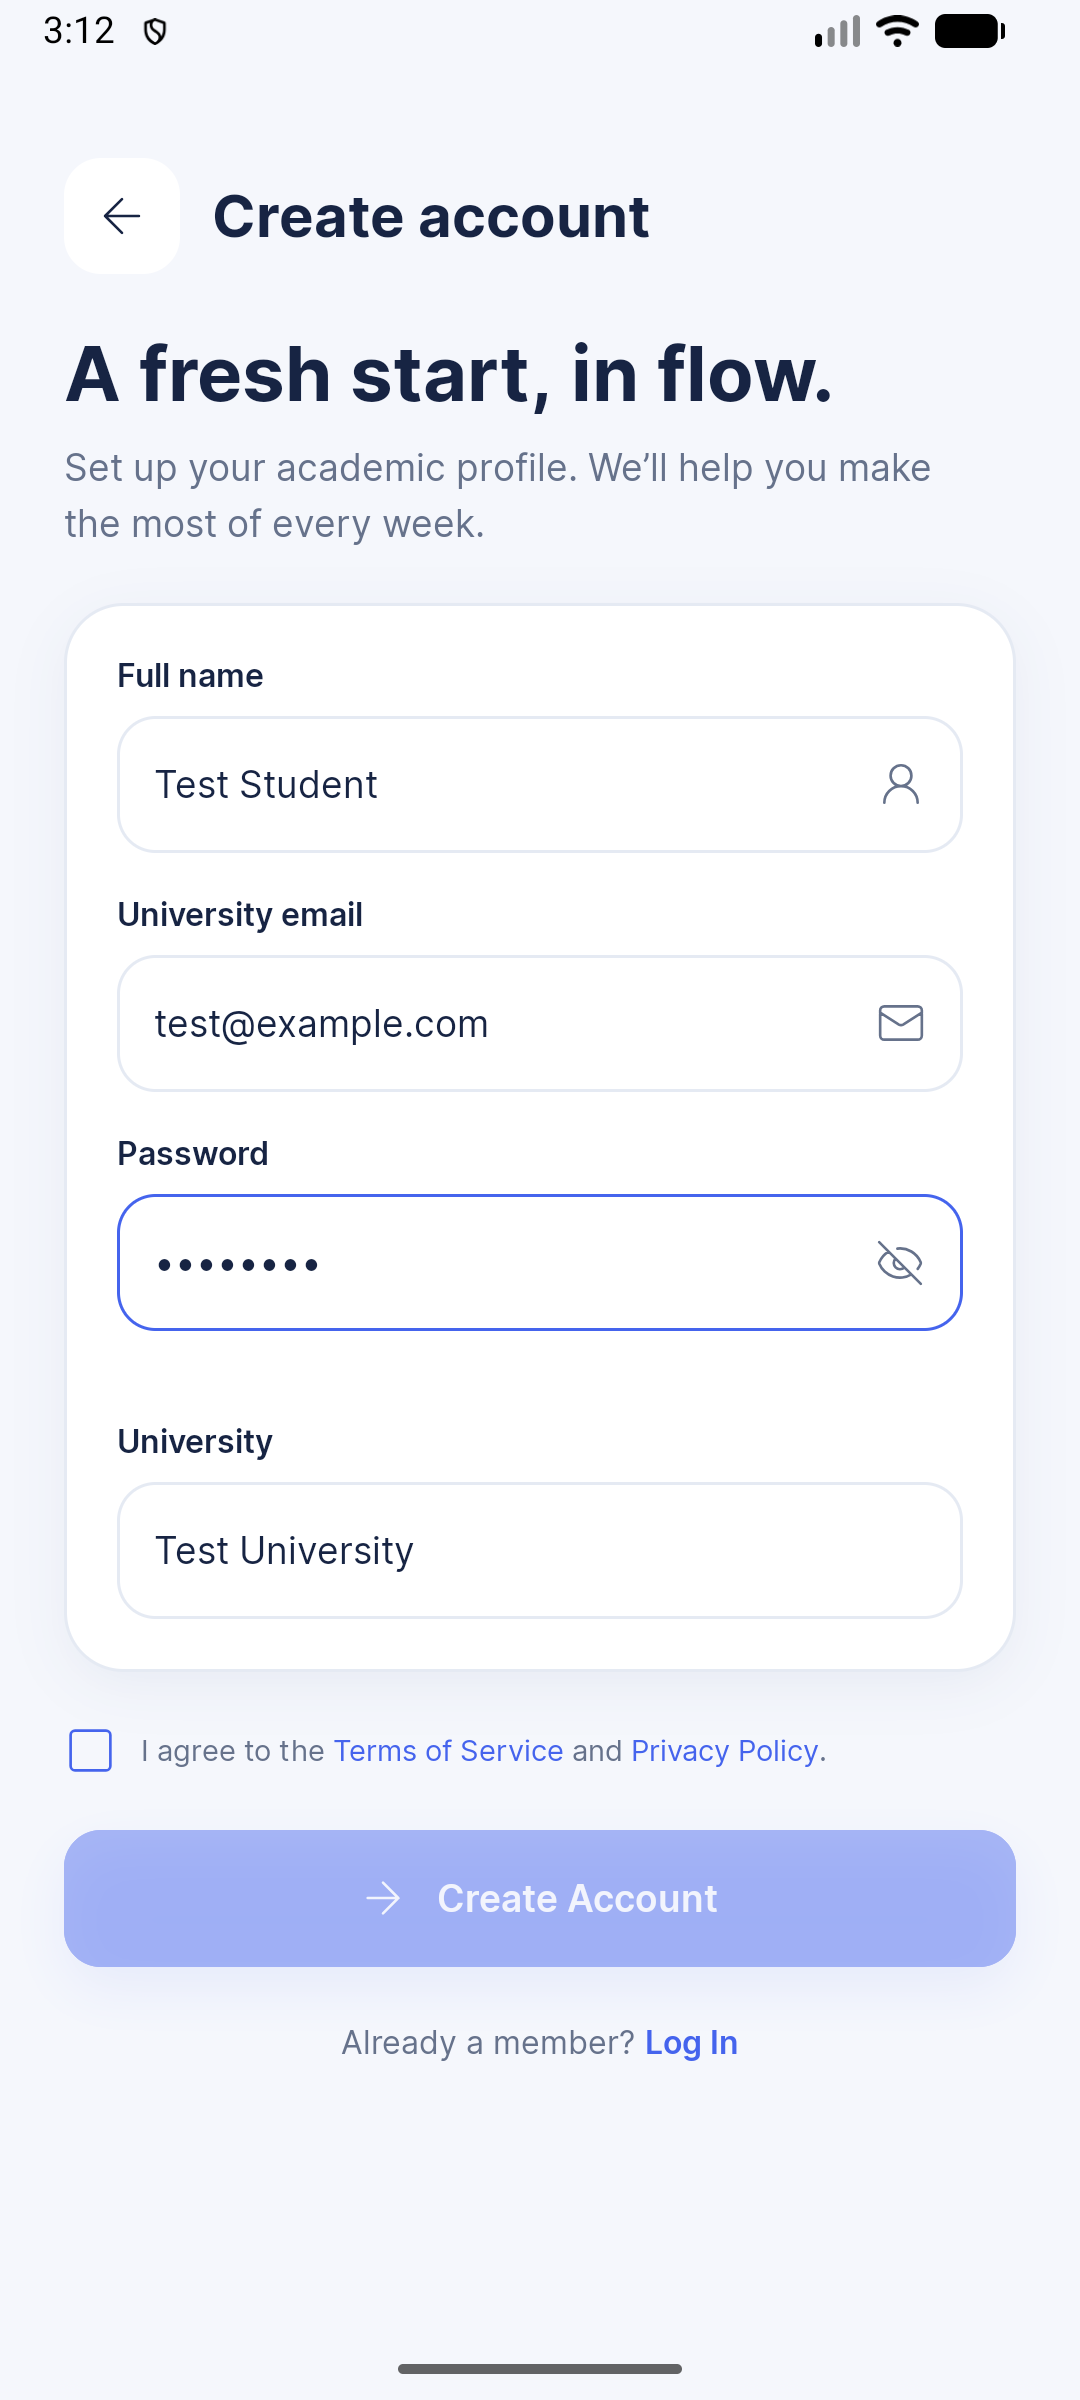 3:12
Create account
A fresh start, in flow.
Set up your academic profile. We’ll help you make
the most of every week.
Full name
Test Student
University email
test@example.com
Password
••••••••
University
Test University
I agree to the Terms of Service and Privacy Policy.
Create Account
Already a member? Log In